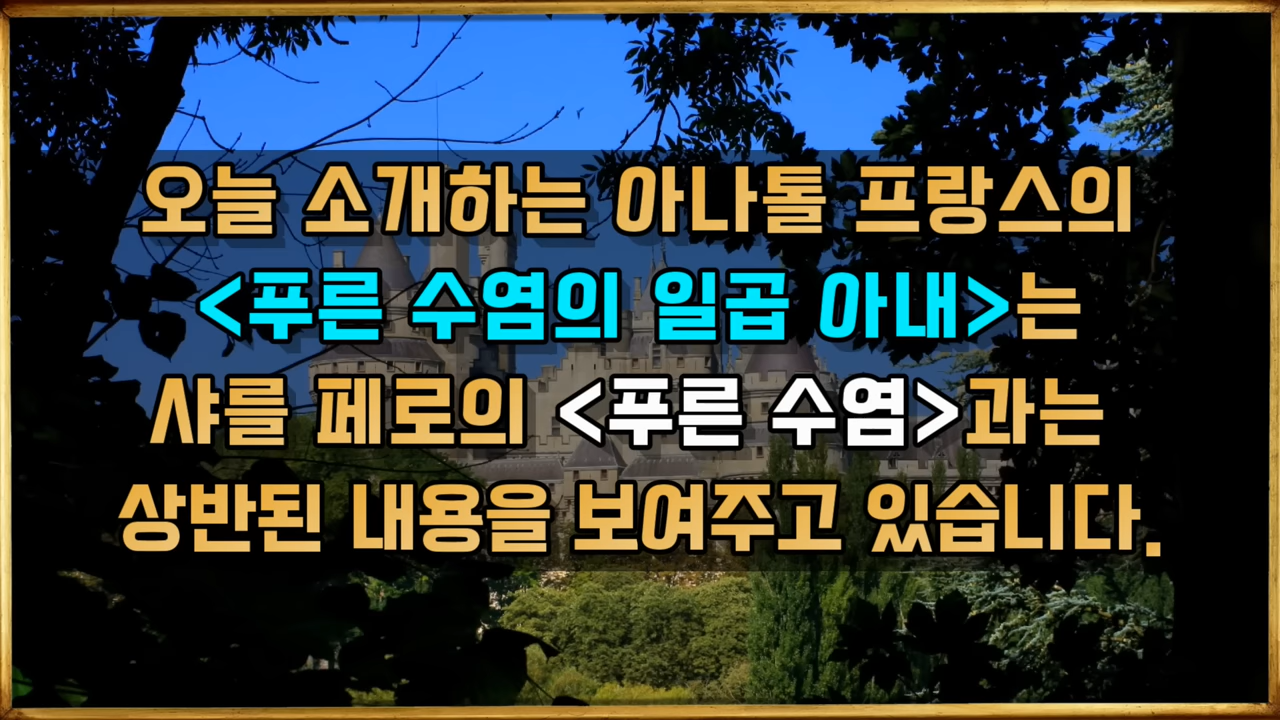 오늘 소개하는 아나톨 프랑스의
<푸른 수염의 일곱 아내>는
샤를 페로의 <푸른 수염>과는
상반된 내용을 보여주고 있습니다.